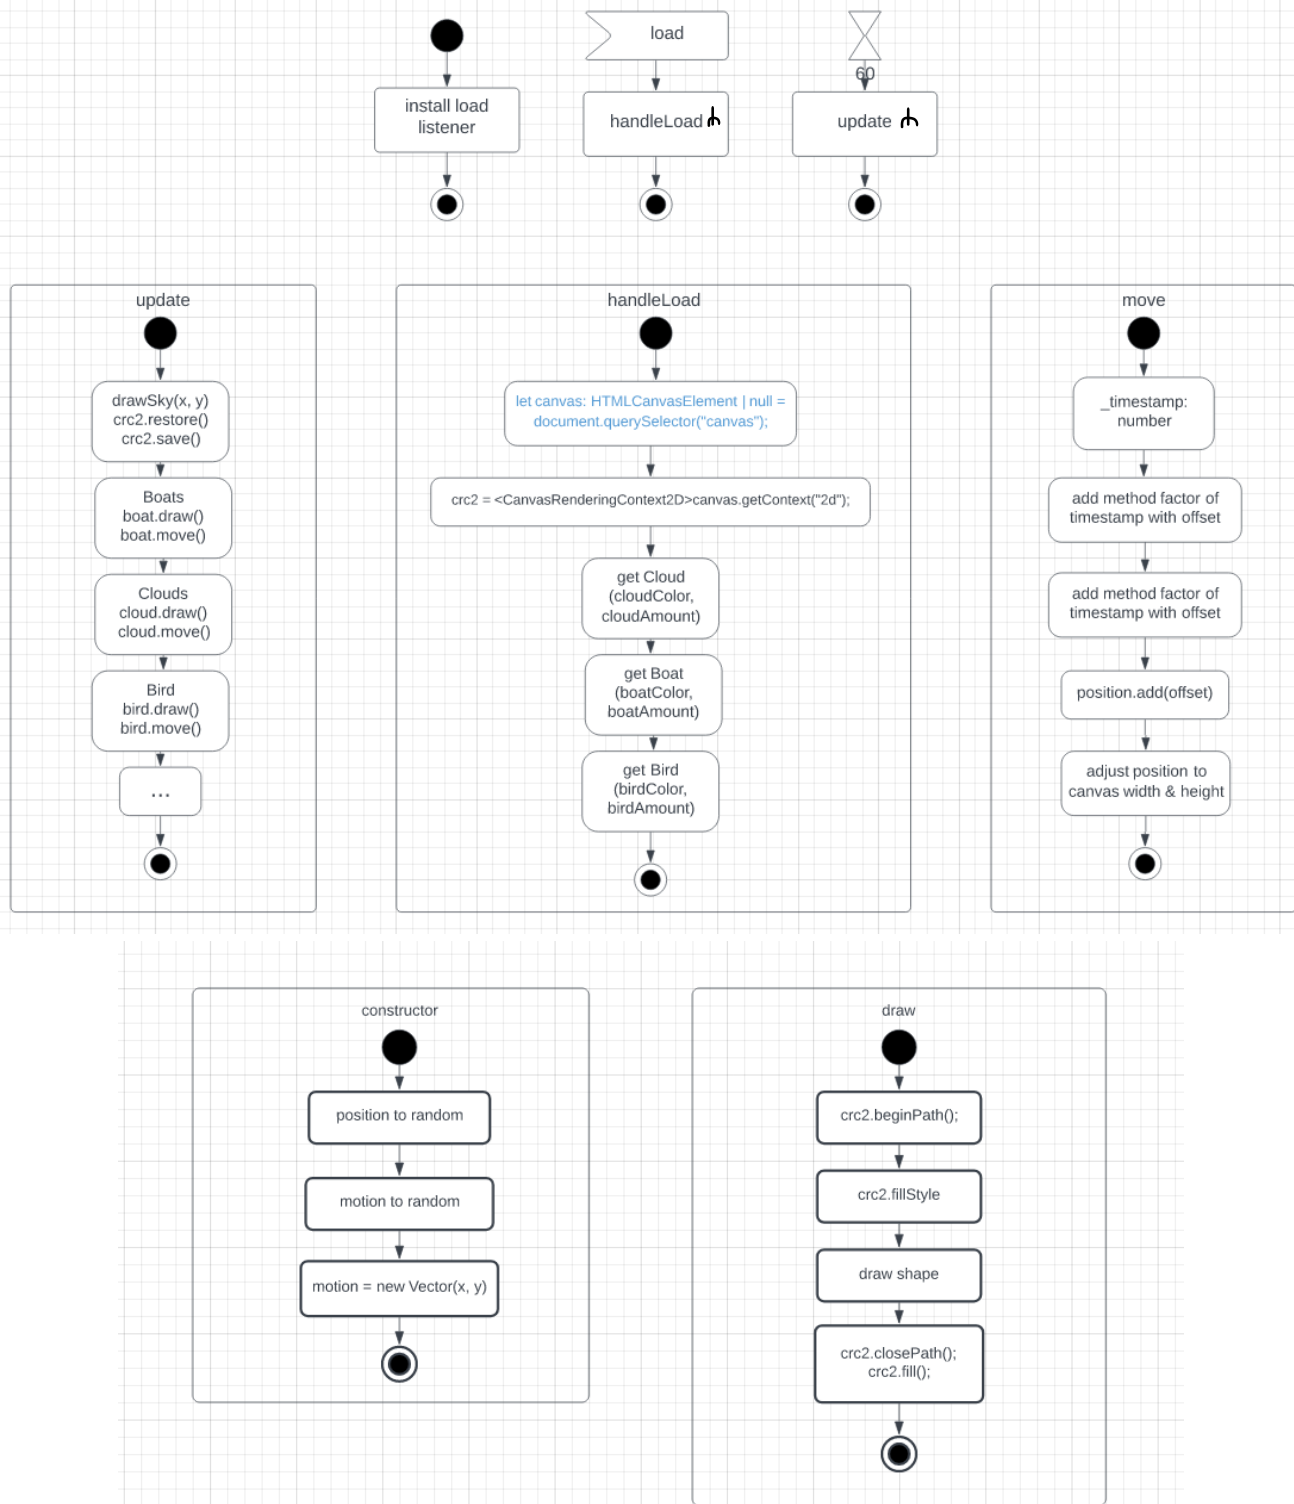 load
60
install load
listener
handleLoad
update
update
drawSky(x, y)
crc2.restore()
crc2.save()
Boats
boat.draw()
boat.move()
Clouds
cloud.draw()
cloud.move()
Bird
bird.draw()
bird.move()
...
handleLoad
let canvas: HTMLCanvasElement | null =
document.querySelector("canvas");
crc2 = <CanvasRenderingContext2D>canvas.getContext("2d");
get Cloud
(cloudColor,
cloudAmount)
get Boat
(boatColor,
boatAmount)
get Bird
(birdColor,
birdAmount)
move
_timestamp:
number
add method factor of
timestamp with offset
add method factor of
timestamp with offset
position.add(offset)
adjust position to
canvas width & height
constructor
position to random
motion to random
motion = new Vector(x, y)
draw
crc2.beginPath();
crc2.fillStyle
draw shape
crc2.closePath();
crc2.fill();